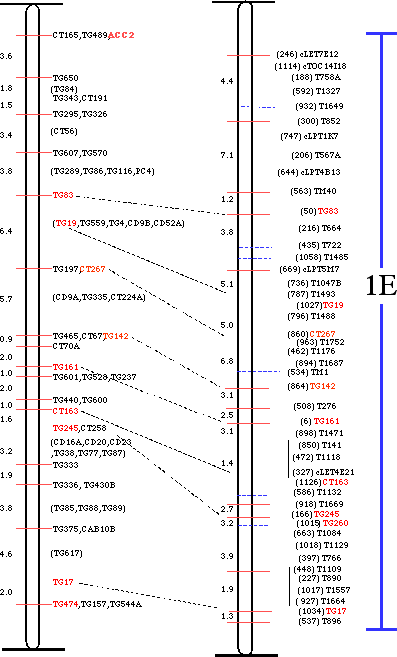 CT165,TG489,ACC2
3.6
TG650
1.8
(TG84)
TG343,CT191
1.5
TG295,TG326
3.4
(CT56)
TG607,TG570
3.8
(TG289,TG86,TG116,PC4)
TG83
6.4
(TG19,TG559,TG4,CD9B,CD52A)
TG197,CT267
5.7
(CD9A,TG335,CT224A)
0.9
TG465,CT67,TG142
CT70A
2.0
TG161
1.0
TG601,TG528,TG237
2.0
TG440,TG600
1.0
CT163
1.6
TG245,CT258
(CD16A,CD20,CD23
,TG38,TG77,TG87)
3.2
TG333
1.9
TG336,TG430B
3.8
(TG85,TG88,TG89)
TG375,CAB10B
4.6
(TG617)
TG17
2.0
TG474,TG157,TG544A
(246) cLET7E12
(1114) cTOC14I18
4.4
(188) T758A
(592) T1327
(932) T1649
(300) T852
(747) cLPT1K7
7.1
(206) T567A
(644) cLPT4B13
(563) TM40
1.2
(50) TG83
3.8
(216) T664
(435) T722
(1058) T1485
(669) cLPT5M7
5.1
(736) T1047B
(787) T1493
(1027) TG19
(796) T1488
5.0
(860) CT267
(963) T1752
(462) T1176
6.8
(894) T1687
(534) TM1
(864) TG142
3.1
(508) T276
2.5
(6) TG161
3.1
(898) T1471
(850) T141
(472) T1118
1.4
(327) cLET4E21
(1126) CT163
(586) T1132
(918) T1669
2.7
(166) TG245
3.2
(1015) TG260
(663) T1084
(1018) T1129
3.9
(397) T766
(448) T1109
(227) T890
1.9
(1017) T1557
(927) T1664
(1034) TG17
1.3
(537) T896
1E